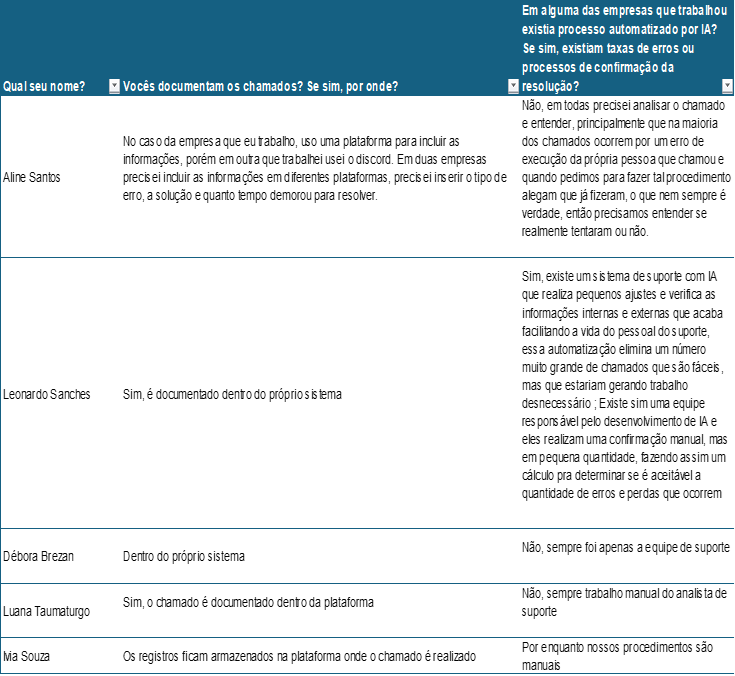 Qual seu nome?
Vocês documentam os chamados? Se sim, por onde?
Em alguma das empresas que trabalhou
existia processo automatizado por IA?
Se sim, existiam taxas de erros ou
processos de confirmação da
resolução?
Aline Santos
No caso da empresa que eu trabalho, uso uma plataforma para incluir as
informações, porém em outra que trabalhei usei o discord. Em duas empresas
precisei incluir as informações em diferentes plataformas, precisei inserir o tipo de
erro, a solução e quanto tempo demorou para resolver.
Não, em todas precisei analisar o chamado
e entender, principalmente que na maioria
dos chamados ocorrem por um erro de
execução da própria pessoa que chamou e
quando pedimos para fazer tal procedimento
alegam que já fizeram, o que nem sempre é
verdade, então precisamos entender se
realmente tentaram ou não.
Leonardo Sanches
Sim, é documentado dentro do próprio sistema
Sim, existe um sistema de suporte com IA
que realiza pequenos ajustes e verifica as
informações internas e externas que acaba
facilitando a vida do pessoal do suporte,
essa automatização elimina um número
muito grande de chamados que são fáceis,
mas que estariam gerando trabalho
desnecessário ; Existe sim uma equipe
responsável pelo desenvolvimento de IA e
eles realizam uma confirmação manual, mas
em pequena quantidade, fazendo assim um
cálculo pra determinar se é aceitável a
quantidade de erros e perdas que ocorrem
Débora Brezan
Dentro do próprio sistema
Não, sempre foi apenas a equipe de suporte
Luana Taumaturgo
Sim, o chamado é documentado dentro da plataforma
Não, sempre trabalho manual do analista de
suporte
Ivia Souza
Os registros ficam armazenados na plataforma onde o chamado é realizado
Por enquanto nossos procedimentos são
manuais